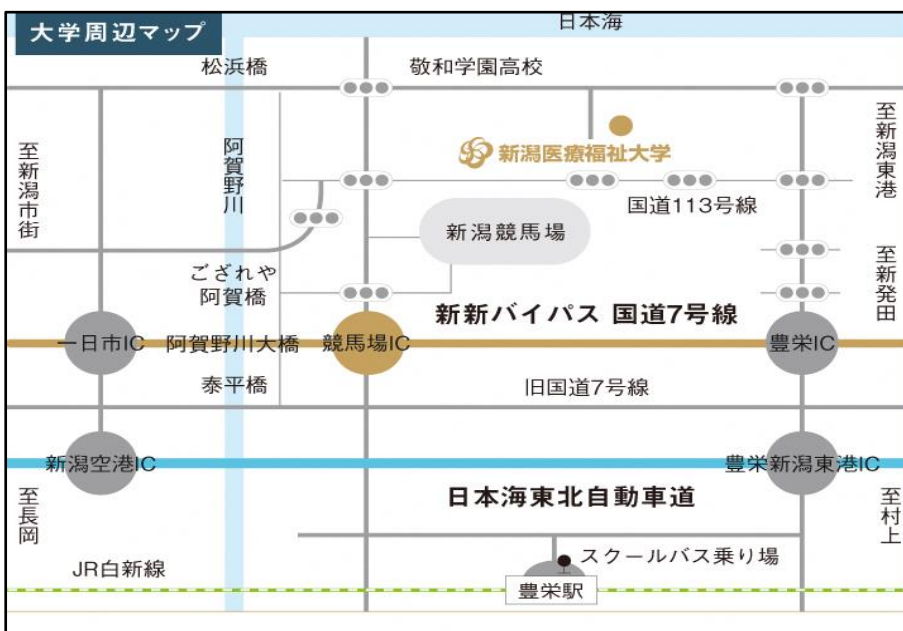 大学周辺マップ
日本海
松浜橋
敬和学園高校
至新潟市街
阿賀野川
至新潟東港
新潟医療福祉大学
国道113号線
新潟競馬場
ござれや
阿賀橋
至新発田
新新バイパス 国道7号線
一日市IC
阿賀野川大橋
競馬場IC
豊栄IC
泰平橋
旧国道7号線
新潟空港IC
豊栄新潟東港IC
至長岡
日本海東北自動車道
至村上
スクールバス乗り場
JR白新線
豊栄駅